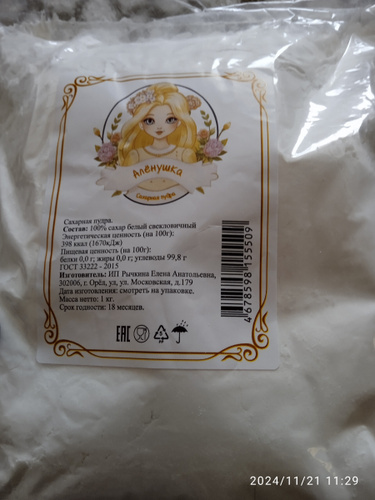 Алёнушка
Сахарная пудра
Сахарная пудра.
Состав: 100% сахар белый свекловичный
Энергетическая ценность (на 100г):
398 ккал (1670кДж)
Пищевая ценность (на 100г):
белки 0,0 г; жиры 0,0 г; углеводы 99,8 г
ГОСТ 33222 - 2015
Изготовитель: ИП Рычкина Елена Анатольевна,
302006, г. Орёл, ул, ул. Московская, д.179
Дата изготовления: смотреть на упаковке.
Масса нетто: 1 кг.
Срок годности: 18 месяцев.
4678598155509
EAC
2024/11/21 11:29